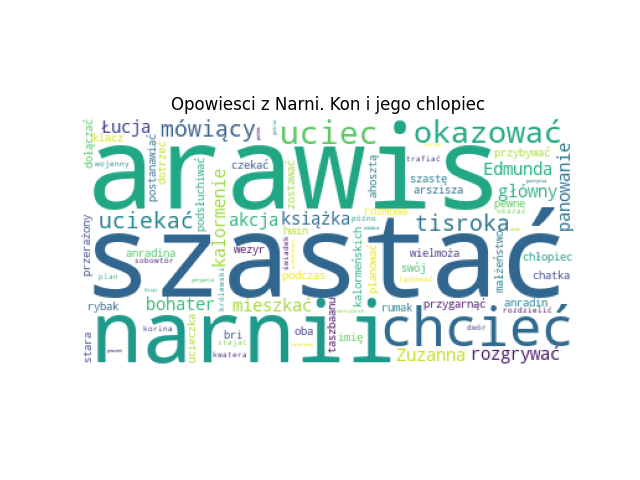 Opowiesci z Narni. Kon i jego chlopiec
Łucja mówiący uciec okazować
klacz
dołączać
wojenny
postanawiać
dotrzec
podsłuchiwać
arawis
czekać
zostawać
ahosztą
trafiać
przybywać
Edmunda
szastę
arszisza
główny
panowanie
uciekać
kalormenie
akcja
książka
późno
rozmowa
tisroka
pewne
okazać
szastać
przerażony
anradina
sobowtór
wezyr
hwin
świadek
podczas
planować
kalormeńskich
swój
wielmoża
małżeństwo
chłopiec
chatka
plan
królewski
rybak
bohater
mieszkać
taszbaanu
rumak
przygarnąć
anradin
rozdzielić
narnii
chcieć
stara
korina
ucieczka
bri
stajać
kwatera
oba
imię
dwór
Zuzanna
rozgrywać